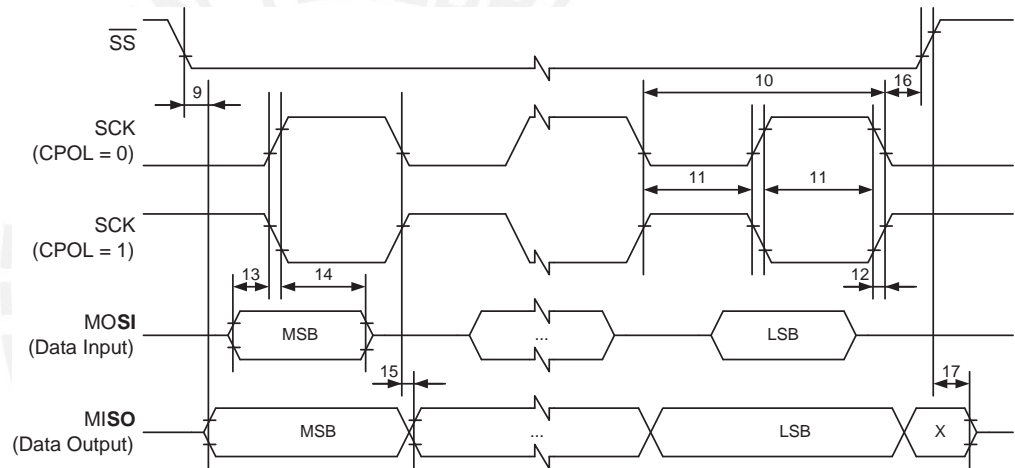 SS
9
10
16
SCK
(CPOL = 0)
11
11
SCK
(CPOL = 1)
13
14
12
MOSI
(Data Input)
MSB
...
LSB
15
17
MISO
(Data Output)
MSB
...
LSB
X